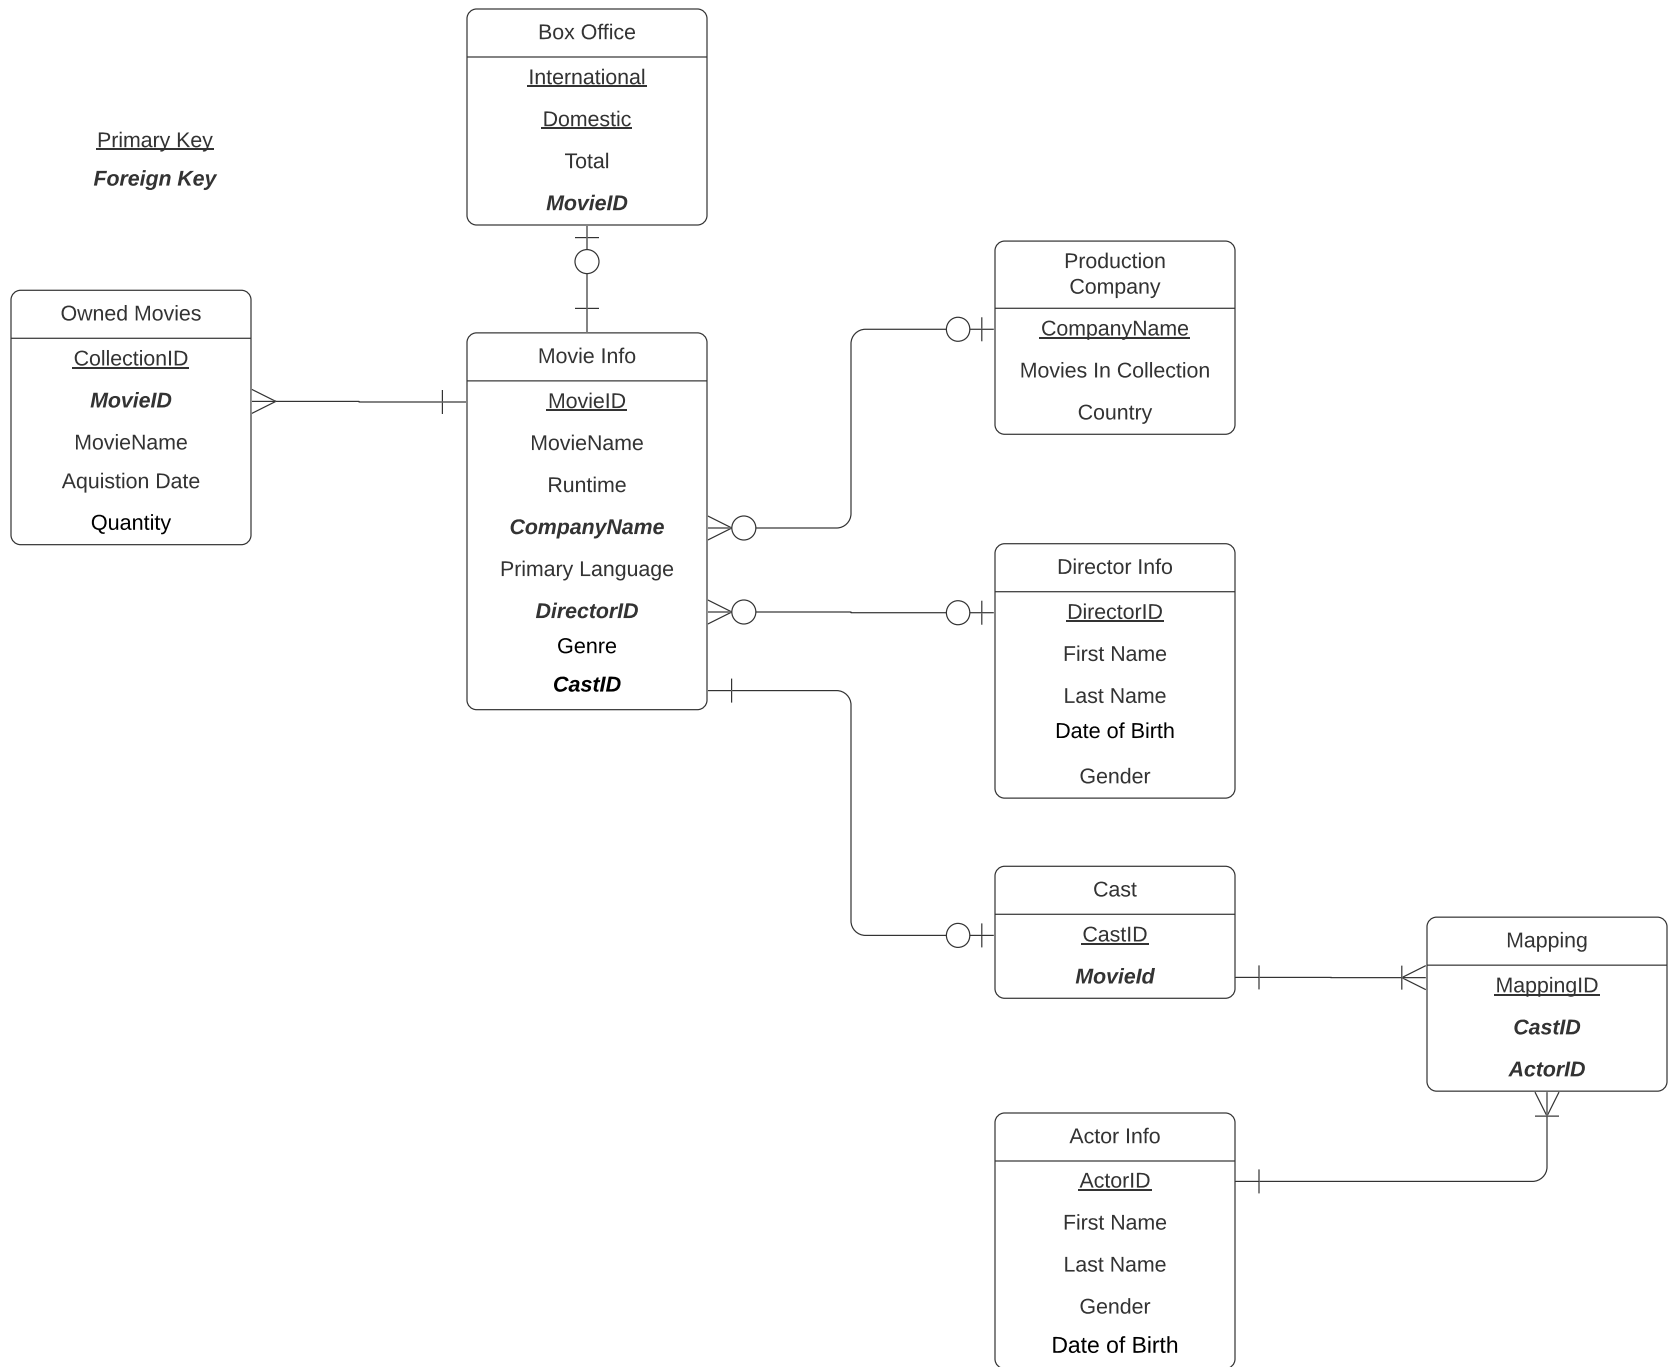 Box Office
International
Domestic
Total
MovieID
Primary Key
Foreign Key
Owned Movies
CollectionID
MovieID
MovieName
Aquistion Date
Quantity
Movie Info
MovieID
MovieName
Runtime
CompanyName
Primary Language
DirectorID
Genre
CastID
Production
Company
CompanyName
Movies In Collection
Country
Director Info
DirectorID
First Name
Last Name
Date of Birth
Gender
Cast
CastID
MovieId
Mapping
MappingID
CastID
ActorID
Actor Info
ActorID
First Name
Last Name
Gender
Date of Birth